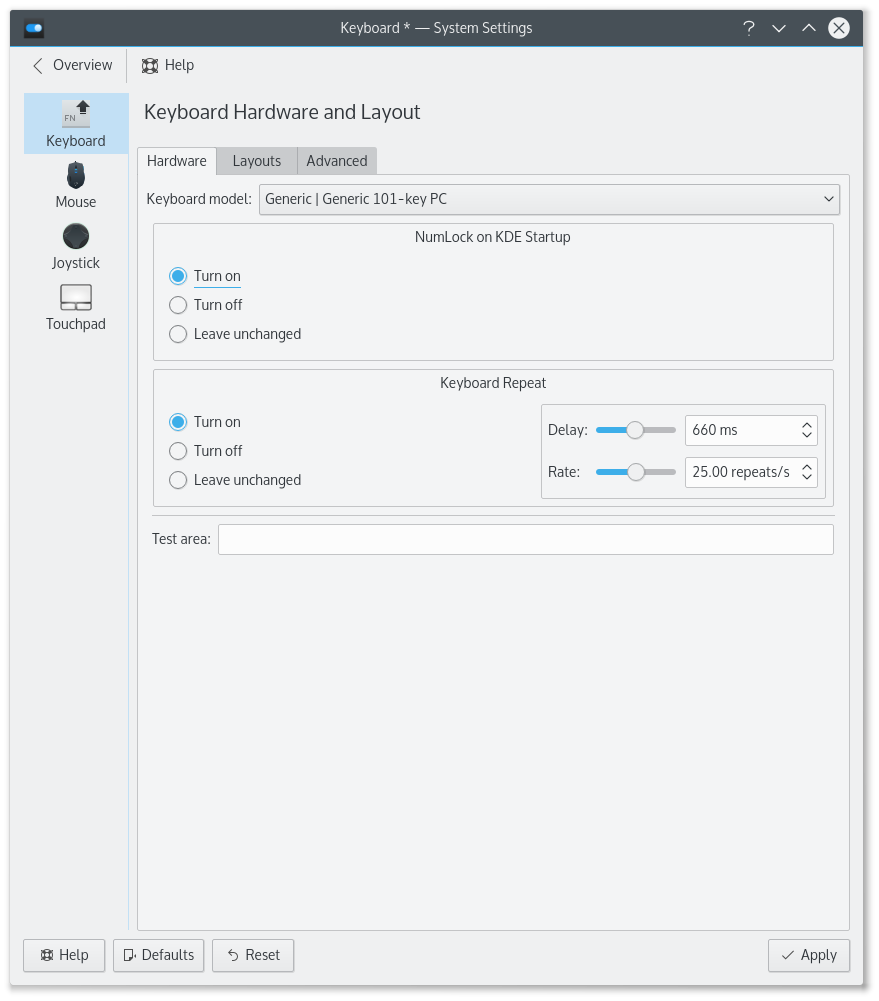 Keyboard * — System Settings
Overview
Help
FN
Keyboard
Mouse
Joystick
Touchpad
Keyboard Hardware and Layout
Hardware Layouts Advanced
Keyboard model: Generic | Generic 101-key PC
NumLock on KDE Startup
Turn on
Turn off
Leave unchanged
Keyboard Repeat
Turn on
Turn off
Leave unchanged
Delay: 660 ms
Rate: 25.00 repeats/s
Test area:
Help Defaults Reset Apply